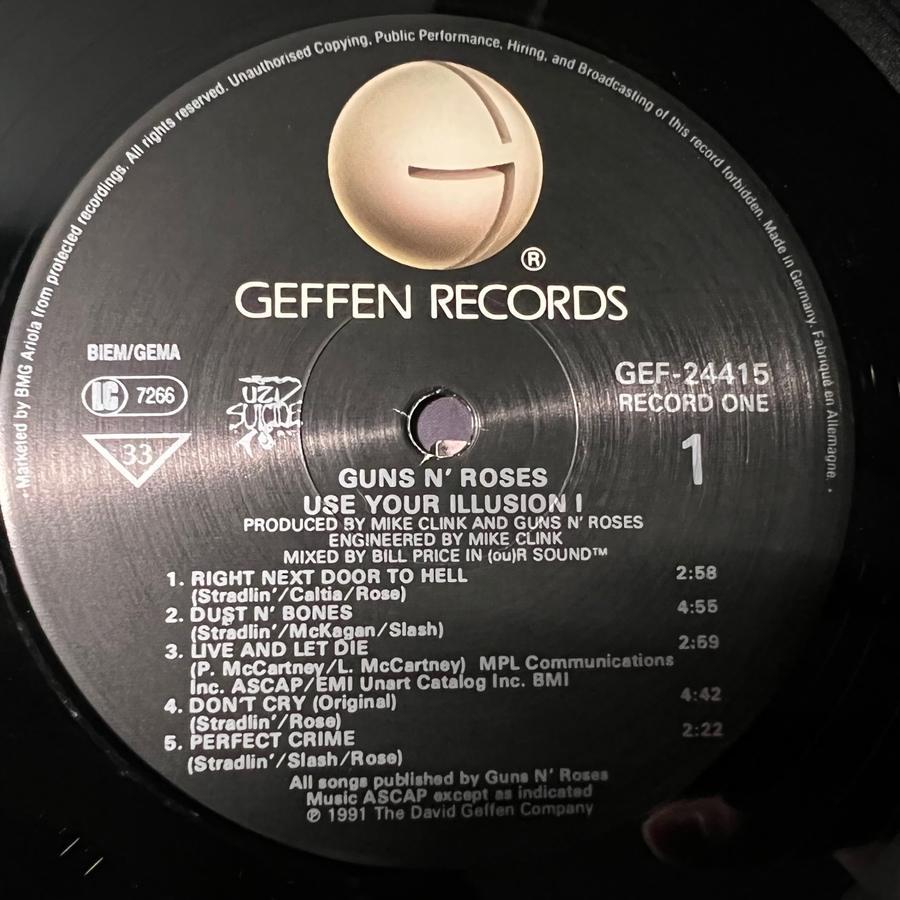 Marketed by BMG Ariola from protected recordings. All rights reserved. Unauthorised Copying, Public Performance, Hiring, and Broadcasting of this record forbidden. Made in Germany. Fabriqué en Allemagne.
®
GEFFEN RECORDS
BIEM/GEMA
LC 7266
33
UZI
SUICIDE
GEF-24415
RECORD ONE
1
GUNS N' ROSES
USE YOUR ILLUSION I
PRODUCED BY MIKE CLINK AND GUNS N' ROSES
ENGINEERED BY MIKE CLINK
MIXED BY BILL PRICE IN (ou)R SOUND™
1. RIGHT NEXT DOOR TO HELL 2:58
(Stradlin'/Caltia/Rose)
2. DUST N' BONES 4:55
(Stradlin'/McKagan/Slash)
3. LIVE AND LET DIE 2:59
(P. McCartney/L. McCartney) MPL Communications
Inc. ASCAP/EMI Unart Catalog Inc. BMI
4. DON'T CRY (Original) 4:42
(Stradlin'/Rose)
5. PERFECT CRIME 2:22
(Stradlin'/Slash/Rose)
All songs published by Guns N' Roses
Music ASCAP except as indicated
℗ 1991 The David Geffen Company